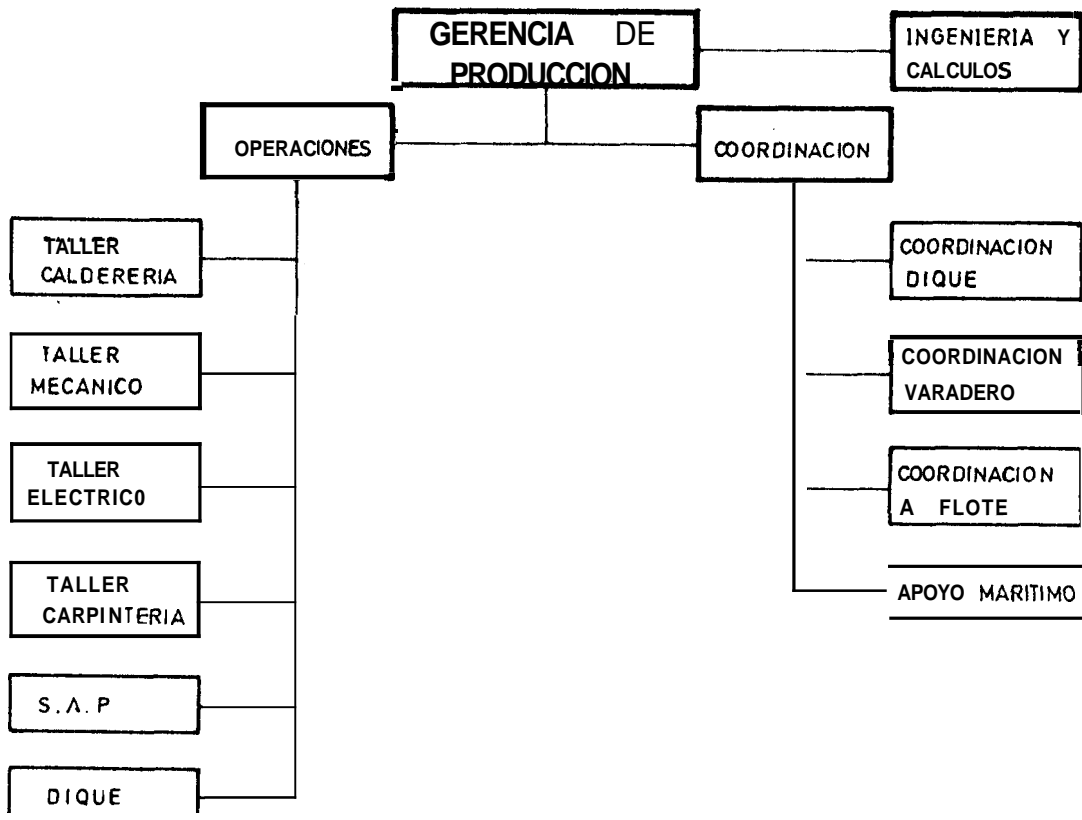 GERENCIA DE
PRODUCCION
INGENIERIA Y
CALCULOS
OPERACIONES
COORDINACION
TALLER
CALDERERIA
TALLER
MECANICO
TALLER
ELECTRICO
TALLER
CARPINTERIA
S.A.P
DIQUE
COORDINACION
DIQUE
COORDINACION
VARADERO
COORDINACION
A FLOTE
APOYO MARITIMO